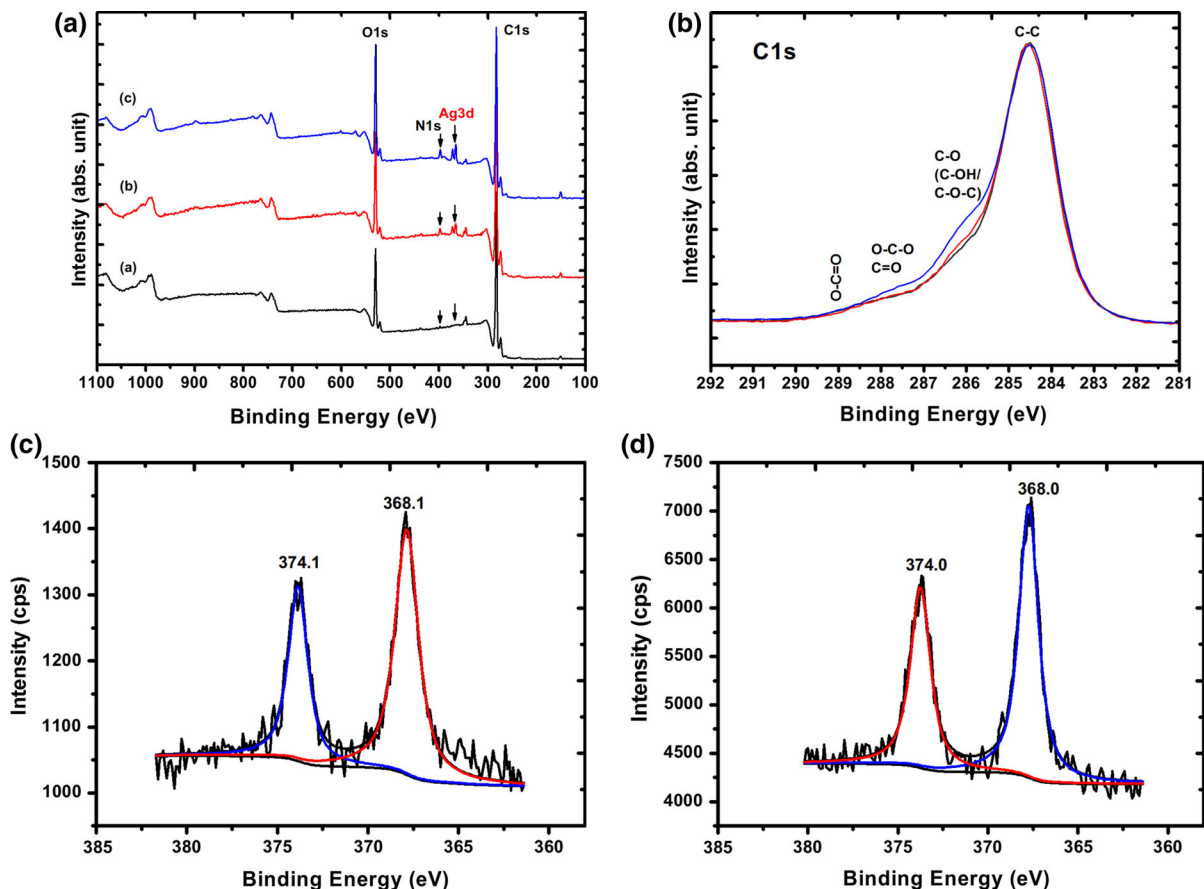 (a)
O1s
C1s
(c)
Ag3d
N1s
(b)
(a)
Intensity (abs. unit)
1100 1000 900 800 700 600 500 400 300 200 100
Binding Energy (eV)
(b)
C1s
C-C
C-O
(C-OH/
C-O-C)
O-C-O
C=O
O-C=O
Intensity (abs. unit)
292 291 290 289 288 287 286 285 284 283 282 281
Binding Energy (eV)
(c)
1500
1400
1300
1200
1100
1000
368.1
374.1
Intensity (cps)
385 380 375 370 365 360
Binding Energy (eV)
(d)
7500
7000
6500
6000
5500
5000
4500
4000
368.0
374.0
Intensity (cps)
385 380 375 370 365 360
Binding Energy (eV)